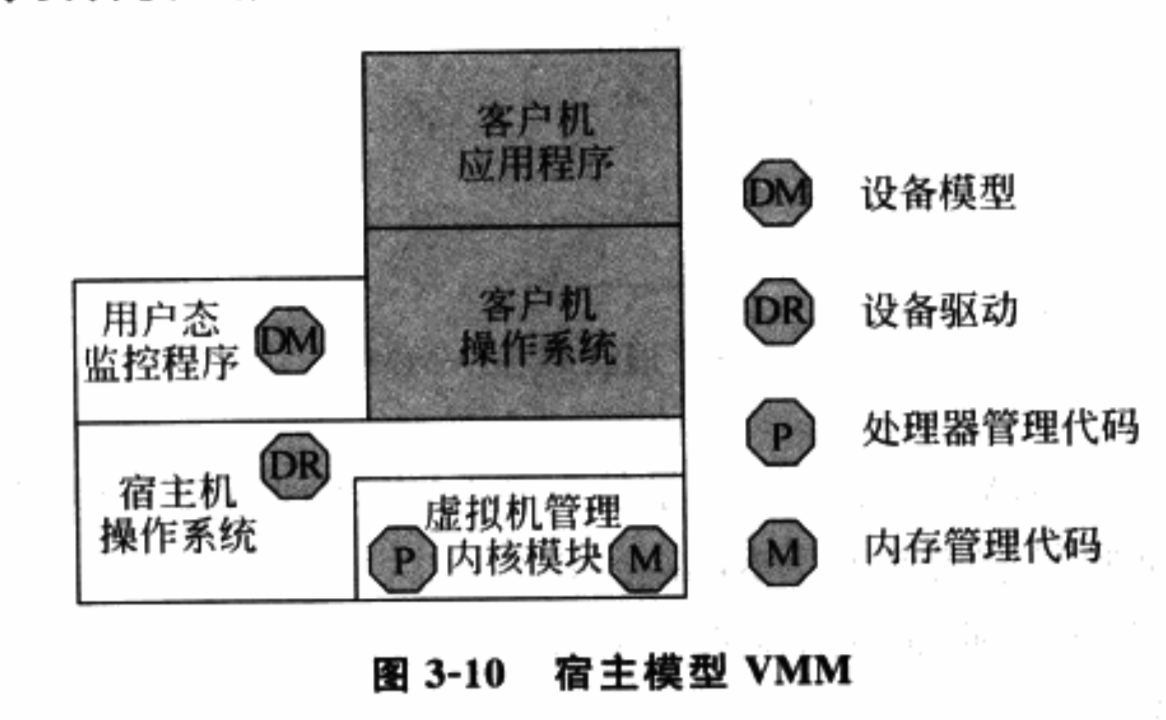 客户机
应用程序
DM 设备模型
客户机
操作系统
DR 设备驱动
用户态
监控程序
DM
P 处理器管理代码
DR
宿主机
操作系统
虚拟机管理
P 内核模块 M
M 内存管理代码
图 3-10 宿主模型 VMM